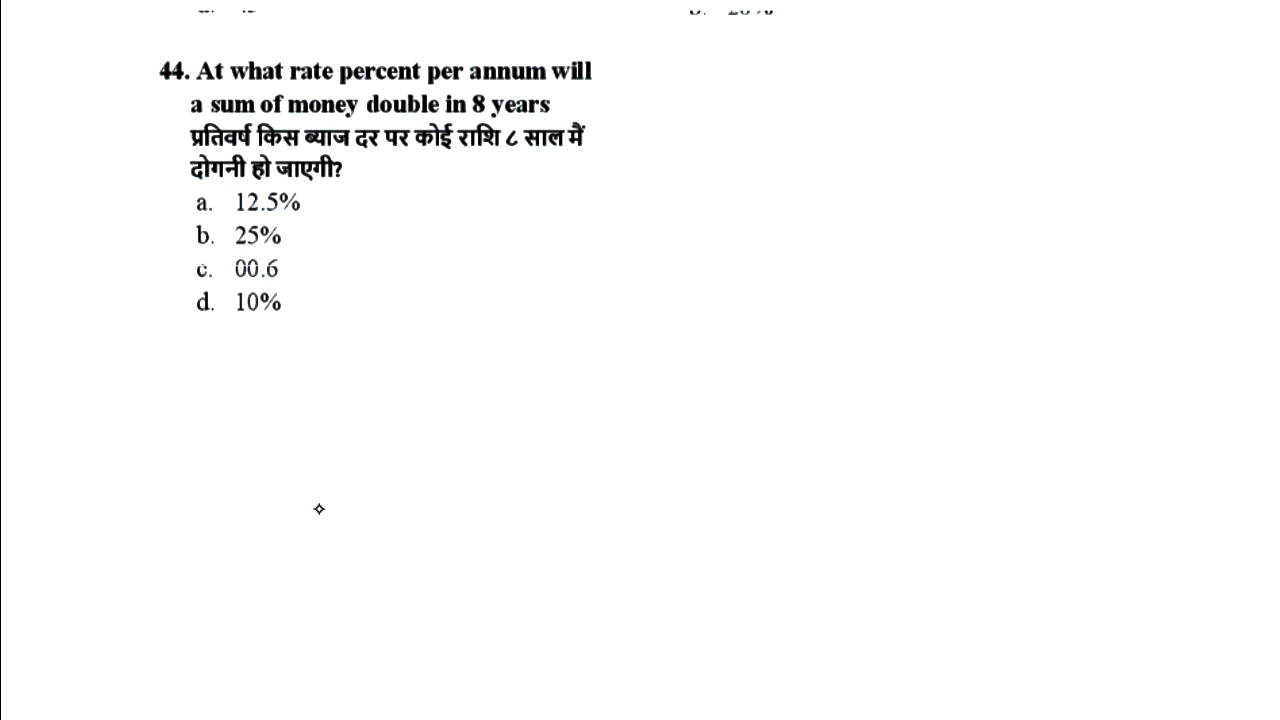 44. At what rate percent per annum will
a sum of money double in 8 years
प्रतिवर्ष किस ब्याज दर पर कोई राशि ८ साल मैं
दोगनी हो जाएगी?
a. 12.5%
b. 25%
c. 00.6
d. 10%